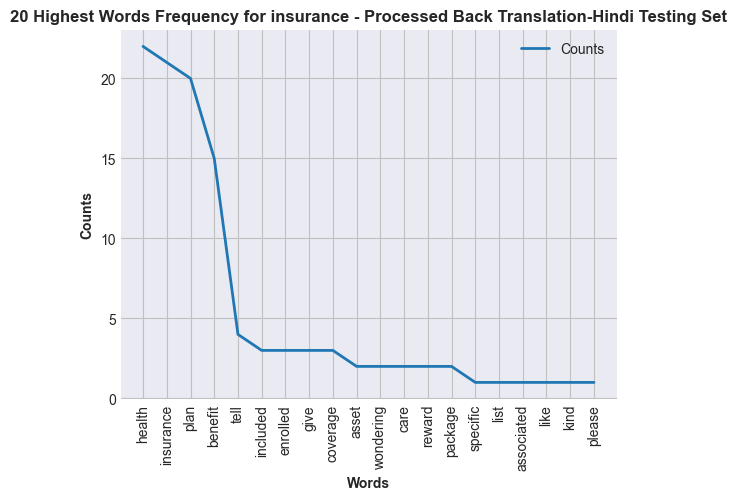 20 Highest Words Frequency for insurance - Processed Back Translation-Hindi Testing Set
Counts
20
15
10
5
0
Counts
health
insurance
plan
benefit
tell
included
enrolled
give
coverage
asset
wondering
care
reward
package
specific
list
associated
like
kind
please
Words